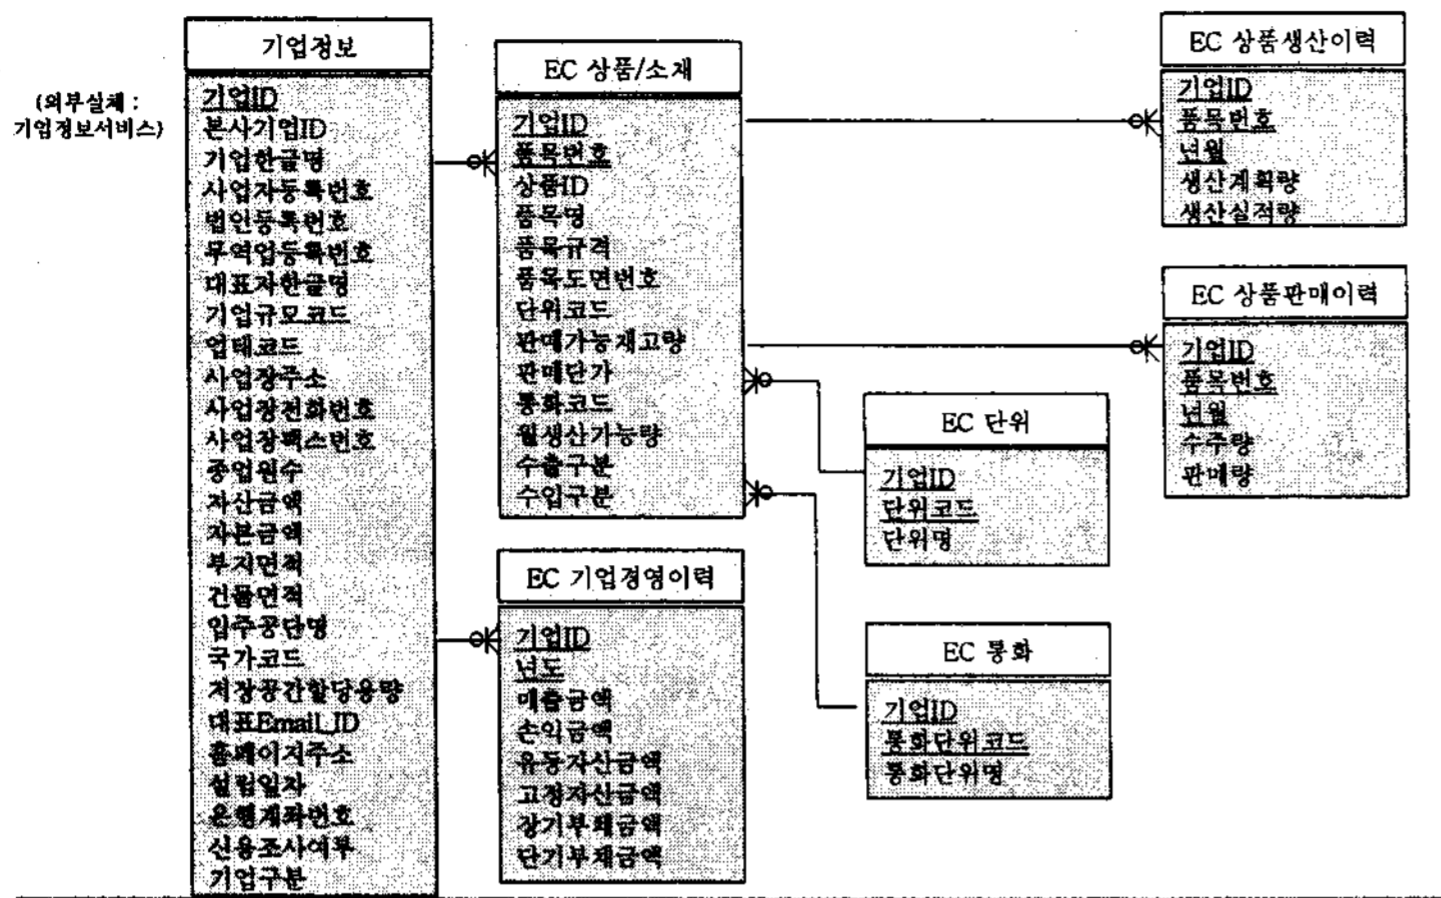 (외부실체 :
기업정보서비스)
기업정보
기업ID
본사기업ID
기업한글명
사업자등록번호
법인등록번호
무역업등록번호
대표자한글명
기업규모코드
업태코드
사업장주소
사업장전화번호
사업장팩스번호
종업원수
자산금액
자본금액
부지면적
건물면적
입주공단명
국가코드
저장공간할당용량
대표Email_ID
홈페이지주소
설립일자
은행계좌번호
신용조사여부
기업구분
EC 상품/소재
기업ID
품목번호
상품ID
품목명
품목규격
품목도면번호
단위코드
판매가능재고량
판매단가
통화코드
월생산가능량
수출구분
수입구분
EC 기업경영이력
기업ID
년도
매출금액
손익금액
유동자산금액
고정자산금액
장기부채금액
단기부채금액
EC 단위
기업ID
단위코드
단위명
EC 통화
기업ID
통화단위코드
통화단위명
EC 상품생산이력
기업ID
품목번호
년월
생산계획량
생산실적량
EC 상품판매이력
기업ID
품목번호
년월
수주량
판매량